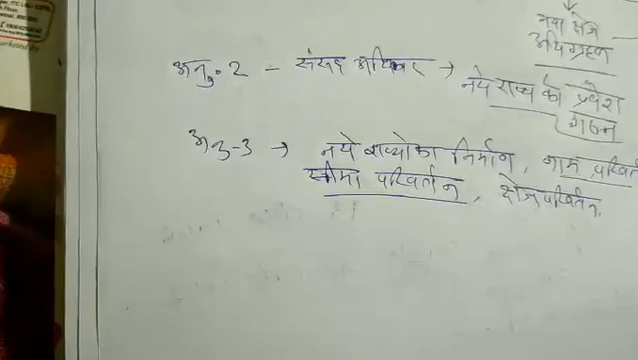 नया क्षेत्र
अधिग्रहण
अनु॰ 2 - संसद अधिकार → नये राज्य को प्रवेश
गठन
अनु-3 → नये राज्यो का निर्माण, नाम परिवर्त
सीमा परिवर्तन, क्षेत्र परिवर्तन,